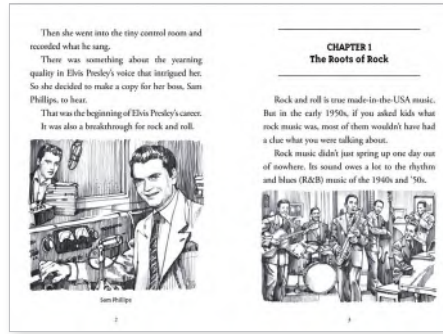 Then she went into the tiny control room and
recorded what he sang.
There was something about the yearning
quality in Elvis Presley's voice that intrigued her.
So she decided to make a copy for her boss, Sam
Phillips, to hear.
That was the beginning of Elvis Presley's career.
It was also a breakthrough for rock and roll.
Sam Phillips
2
CHAPTER 1
The Roots of Rock
Rock and roll is true made-in-the-USA music.
But in the early 1950s, if you asked kids what
rock music was, most of them wouldn't have had
a clue what you were talking about.
Rock music didn't just spring up one day out
of nowhere. Its sound owes a lot to the rhythm
and blues (R&B) music of the 1940s and '50s.
3